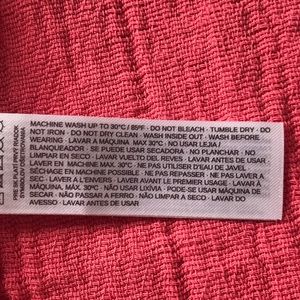 MACHINE WASH UP TO 30°C / 85°F · DO NOT BLEACH · TUMBLE DRY · DO
NOT IRON · DO NOT DRY CLEAN · WASH INSIDE OUT · WASH BEFORE
WEARING · LAVAR A MÁQUINA MAX 30°C · NO USAR LEJIA /
BLANQUEADOR · SE PUEDE USAR SECADORA · NO PLANCHAR · NO
LIMPIAR EN SECO · LAVAR VUELTO DEL REVES · LAVAR ANTES DE USAR
LAVER EN MACHINE MAX. 30°C · NE PAS UTILISER D'EAU DE JAVEL
SÉCHAGE EN MACHINE POSSIBLE · NE PAS REPASSER · NE PAS LAVER À
SEC · LAVER A L'ENVERS · LAVER AVANT LE PREMIER USAGE · LAVAR À
MÁQUINA, MÁX. 30°C · NÃO USAR LIXÍVIA · PODE-SE USAR MÁQUINA DE
SECAR · NÃO PASSAR A FERRO · NÃO LIMPAR A SECO · LAVAR DO
AVESSO · LAVAR ANTES DE USAR